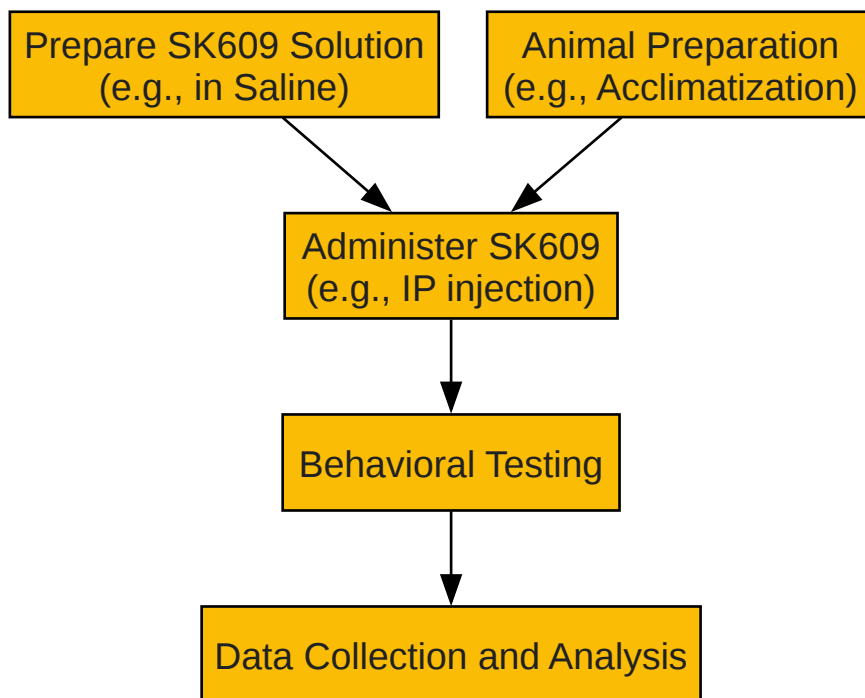 Prepare SK609 Solution
(e.g., in Saline)
Animal Preparation
(e.g., Acclimatization)
Administer SK609
(e.g., IP injection)
Behavioral Testing
Data Collection and Analysis